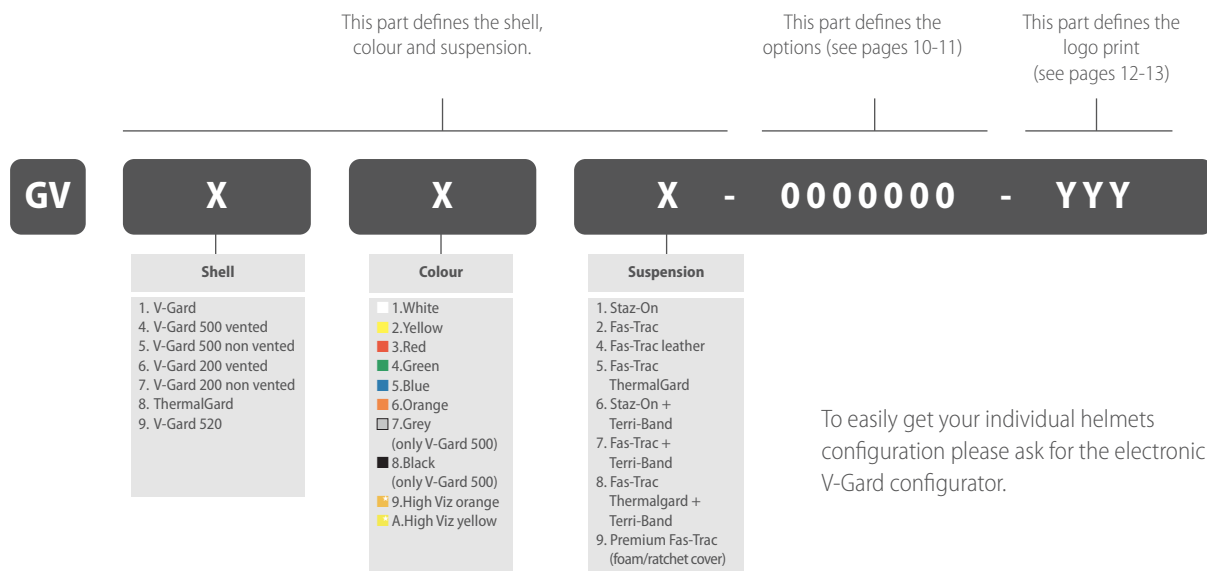 This part defines the shell,
colour and suspension.
This part defines the
options (see pages 10-11)
This part defines the
logo print
(see pages 12-13)
GV X X X - 0000000 - YYY
Shell
1. V-Gard
4. V-Gard 500 vented
5. V-Gard 500 non vented
6. V-Gard 200 vented
7. V-Gard 200 non vented
8. ThermalGard
9. V-Gard 520
Colour
1.White
2.Yellow
3.Red
4.Green
5.Blue
6.Orange
7.Grey
(only V-Gard 500)
8.Black
(only V-Gard 500)
9.High Viz orange
A.High Viz yellow
Suspension
1. Staz-On
2. Fas-Trac
4. Fas-Trac leather
5. Fas-Trac
ThermalGard
6. Staz-On +
Terri-Band
7. Fas-Trac +
Terri-Band
8. Fas-Trac
Thermalgard +
Terri-Band
9. Premium Fas-Trac
(foam/ratchet cover)
To easily get your individual helmets
configuration please ask for the electronic
V-Gard configurator.